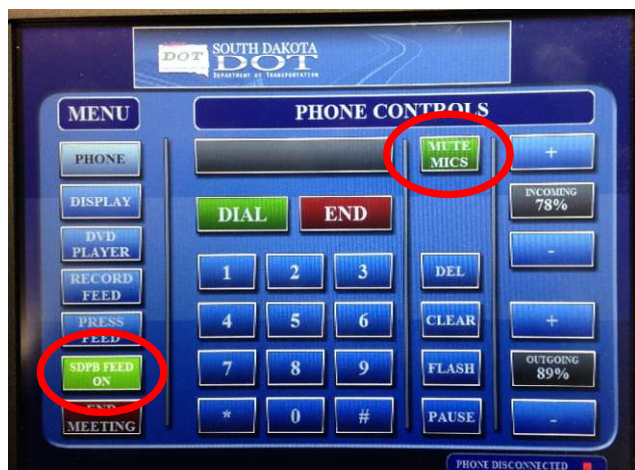 DOT
SOUTH DAKOTA
DOT
DEPARTMENT OF TRANSPORTATION
MENU
PHONE CONTROLS
PHONE
DISPLAY
DVD
PLAYER
RECORD
FEED
PRESS
FEED
SDPB FEED
ON
END
MEETING
DIAL
END
1 2 3
4 5 6
7 8 9
* 0 #
MUTE
MICS
DEL
CLEAR
FLASH
PAUSE
+
INCOMING
78%
-
+
OUTGOING
89%
-
PHONE DISCONNECTED